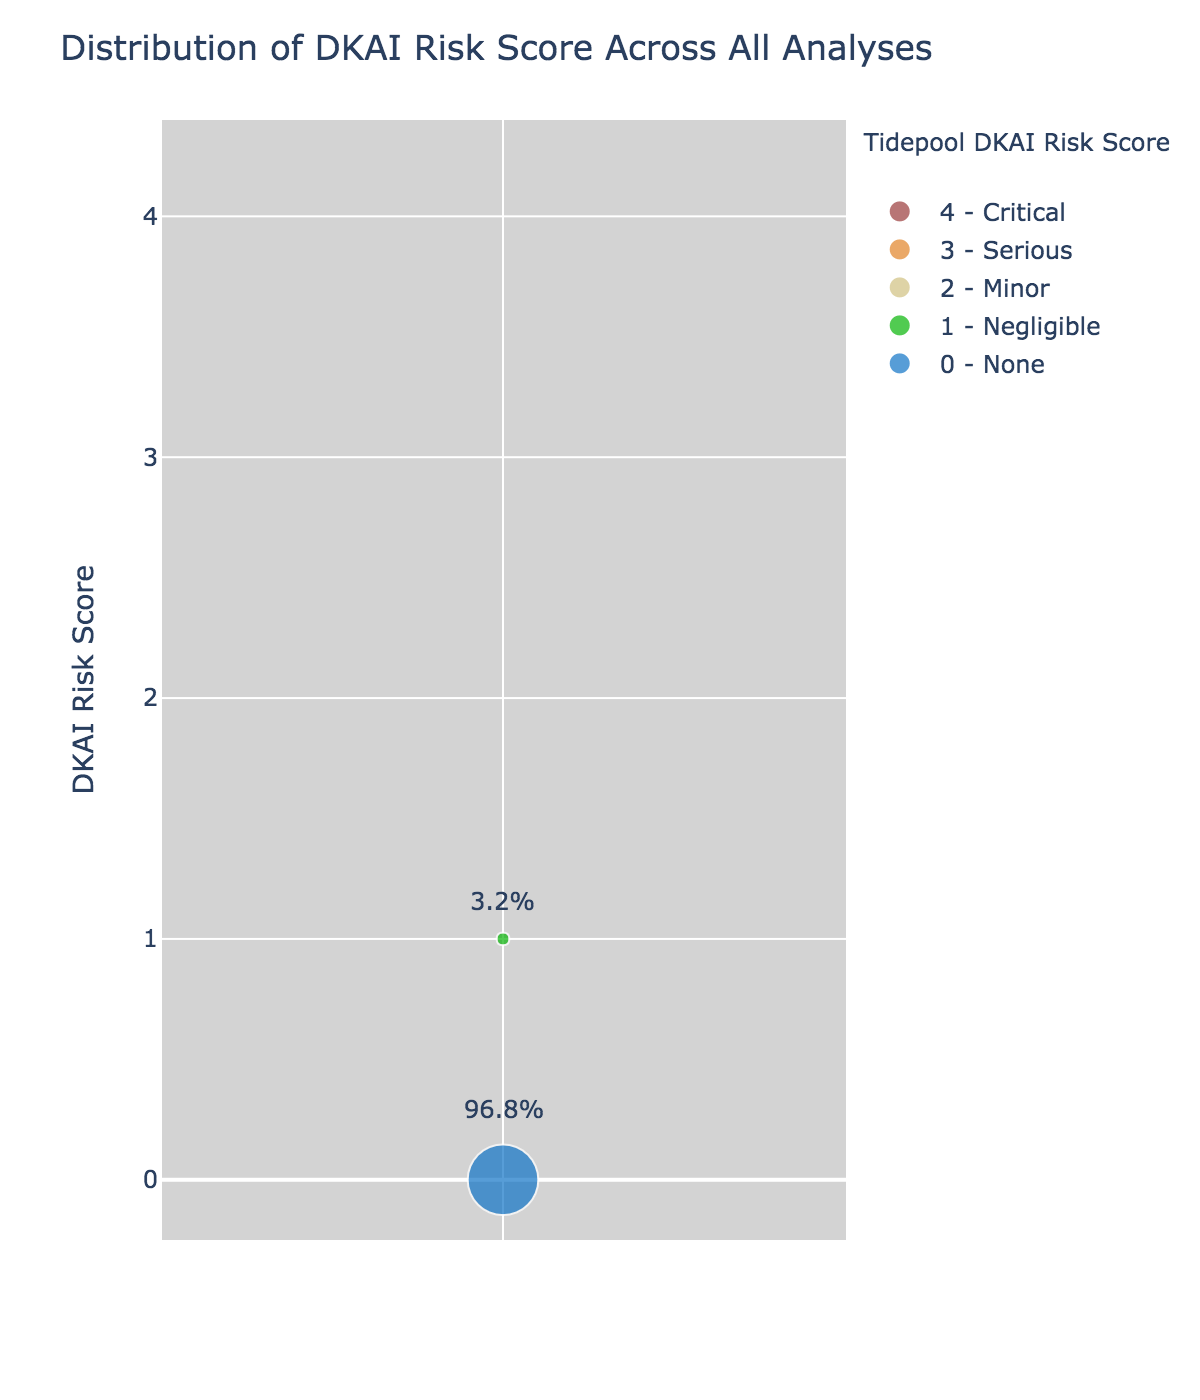 Distribution of DKAI Risk Score Across All Analyses
Tidepool DKAI Risk Score
4 - Critical
3 - Serious
2 - Minor
1 - Negligible
0 - None
DKAI Risk Score
4
3
2
3.2%
1
96.8%
0